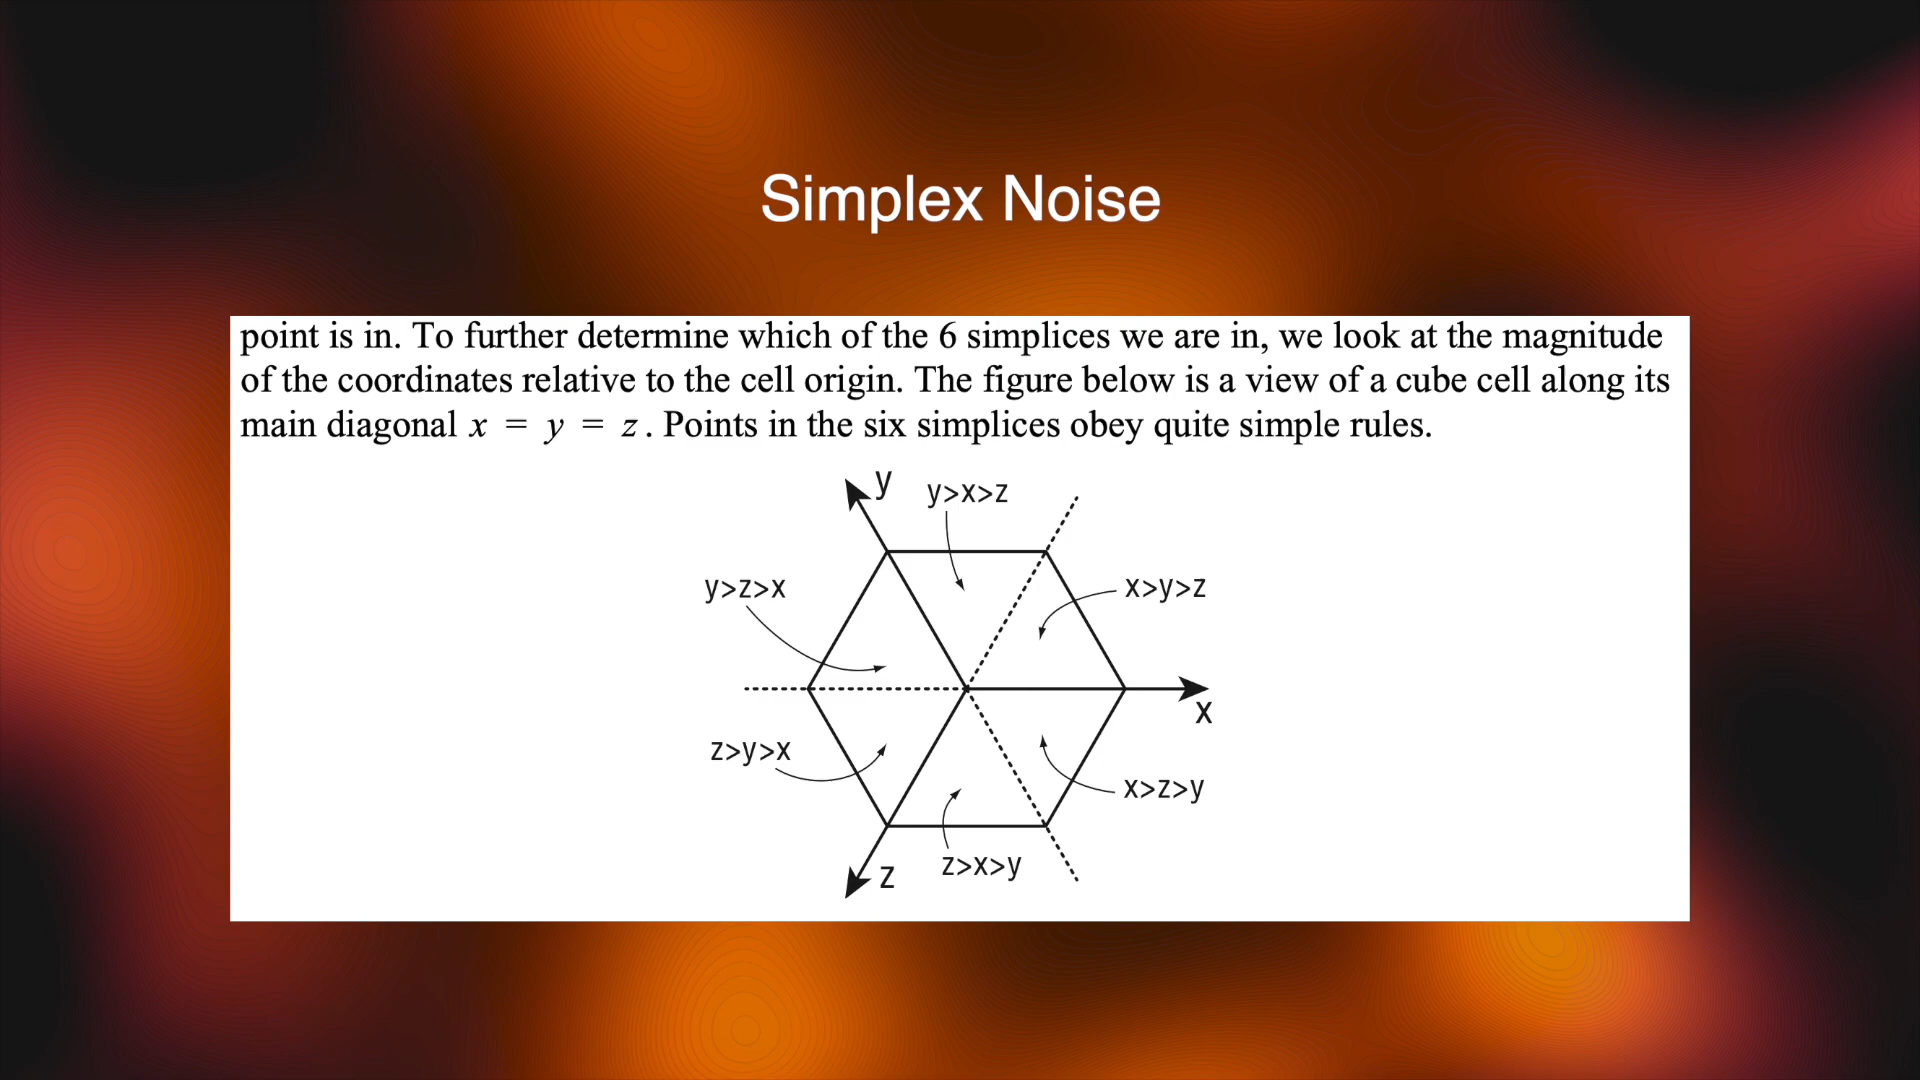 Simplex Noise
point is in. To further determine which of the 6 simplices we are in, we look at the magnitude
of the coordinates relative to the cell origin. The figure below is a view of a cube cell along its
main diagonal x = y = z. Points in the six simplices obey quite simple rules.
y
y>x>z
y>z>x
x>y>z
x
z>y>x
x>z>y
z>x>y
z